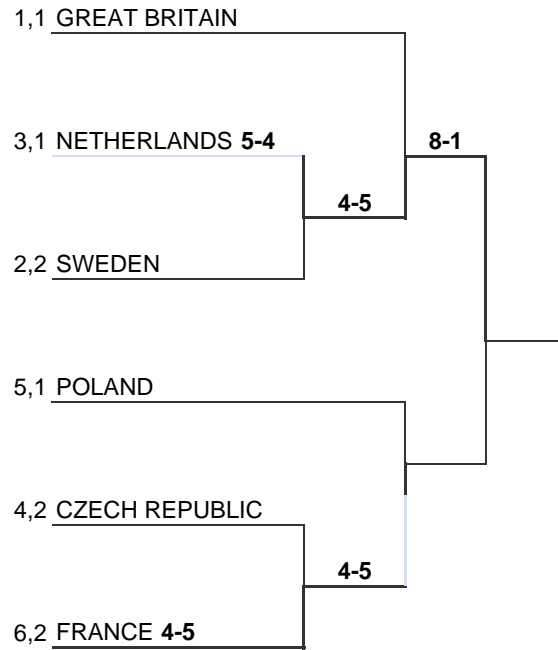 1,1 GREAT BRITAIN
3,1 NETHERLANDS 5-4
8-1
4-5
2,2 SWEDEN
5,1 POLAND
4,2 CZECH REPUBLIC
4-5
6,2 FRANCE 4-5